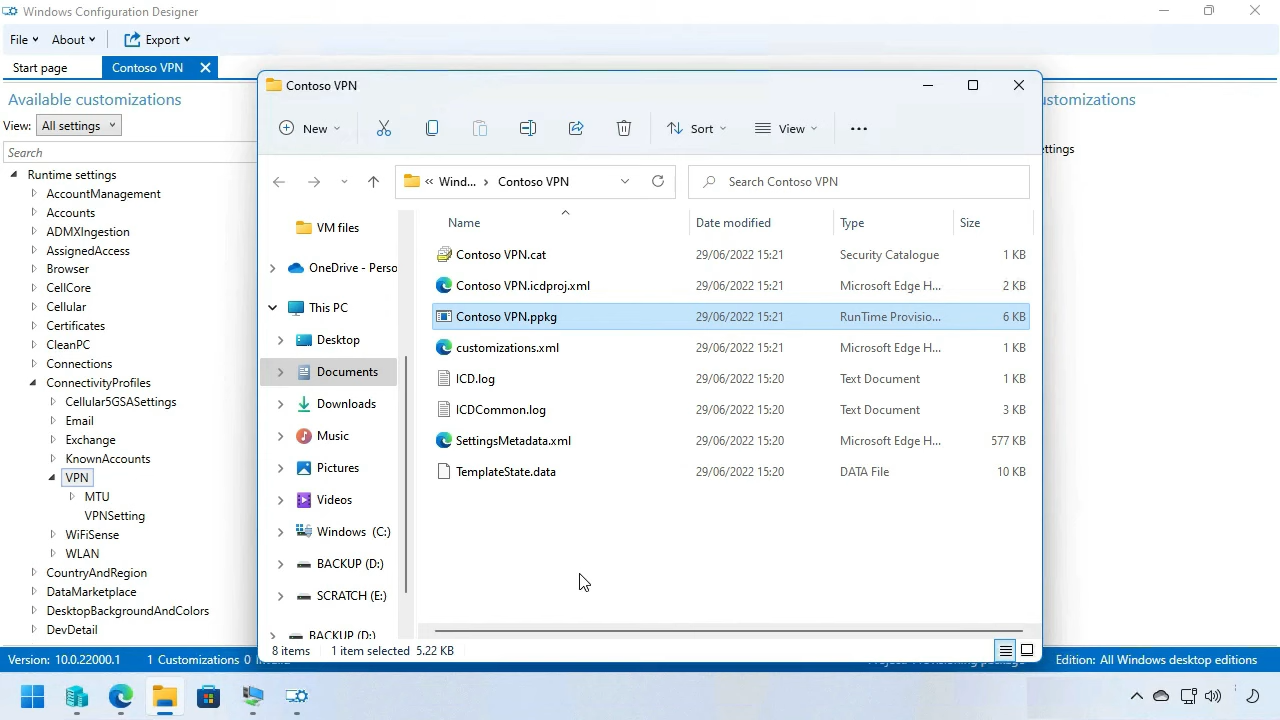 Windows Configuration Designer
File
About
Export
Start page
Contoso VPN
Available customizations
View:
All settings
Search
Runtime settings
AccountManagement
Accounts
ADMXIngestion
AssignedAccess
Browser
CellCore
Cellular
Certificates
CleanPC
Connections
ConnectivityProfiles
Cellular5GSASettings
Email
Exchange
KnownAccounts
VPN
MTU
VPNSetting
WiFiSense
WLAN
CountryAndRegion
DataMarketplace
DesktopBackgroundAndColors
DevDetail
Contoso VPN
New
Sort
View
« Wind... › Contoso VPN
Search Contoso VPN
VM files
OneDrive - Perso
This PC
Desktop
Documents
Downloads
Music
Pictures
Videos
Windows (C:)
BACKUP (D:)
SCRATCH (E:)
BACKUP (D:)
Name Date modified Type Size
Contoso VPN.cat 29/06/2022 15:21 Security Catalogue 1 KB
Contoso VPN.icdproj.xml 29/06/2022 15:21 Microsoft Edge H... 2 KB
Contoso VPN.ppkg 29/06/2022 15:21 RunTime Provisio... 6 KB
customizations.xml 29/06/2022 15:21 Microsoft Edge H... 1 KB
ICD.log 29/06/2022 15:20 Text Document 1 KB
ICDCommon.log 29/06/2022 15:20 Text Document 3 KB
SettingsMetadata.xml 29/06/2022 15:20 Microsoft Edge H... 577 KB
TemplateState.data 29/06/2022 15:20 DATA File 10 KB
8 items 1 item selected 5.22 KB
ustomizations
ettings
Version: 10.0.22000.1 1 Customizations 0
Edition: All Windows desktop editions